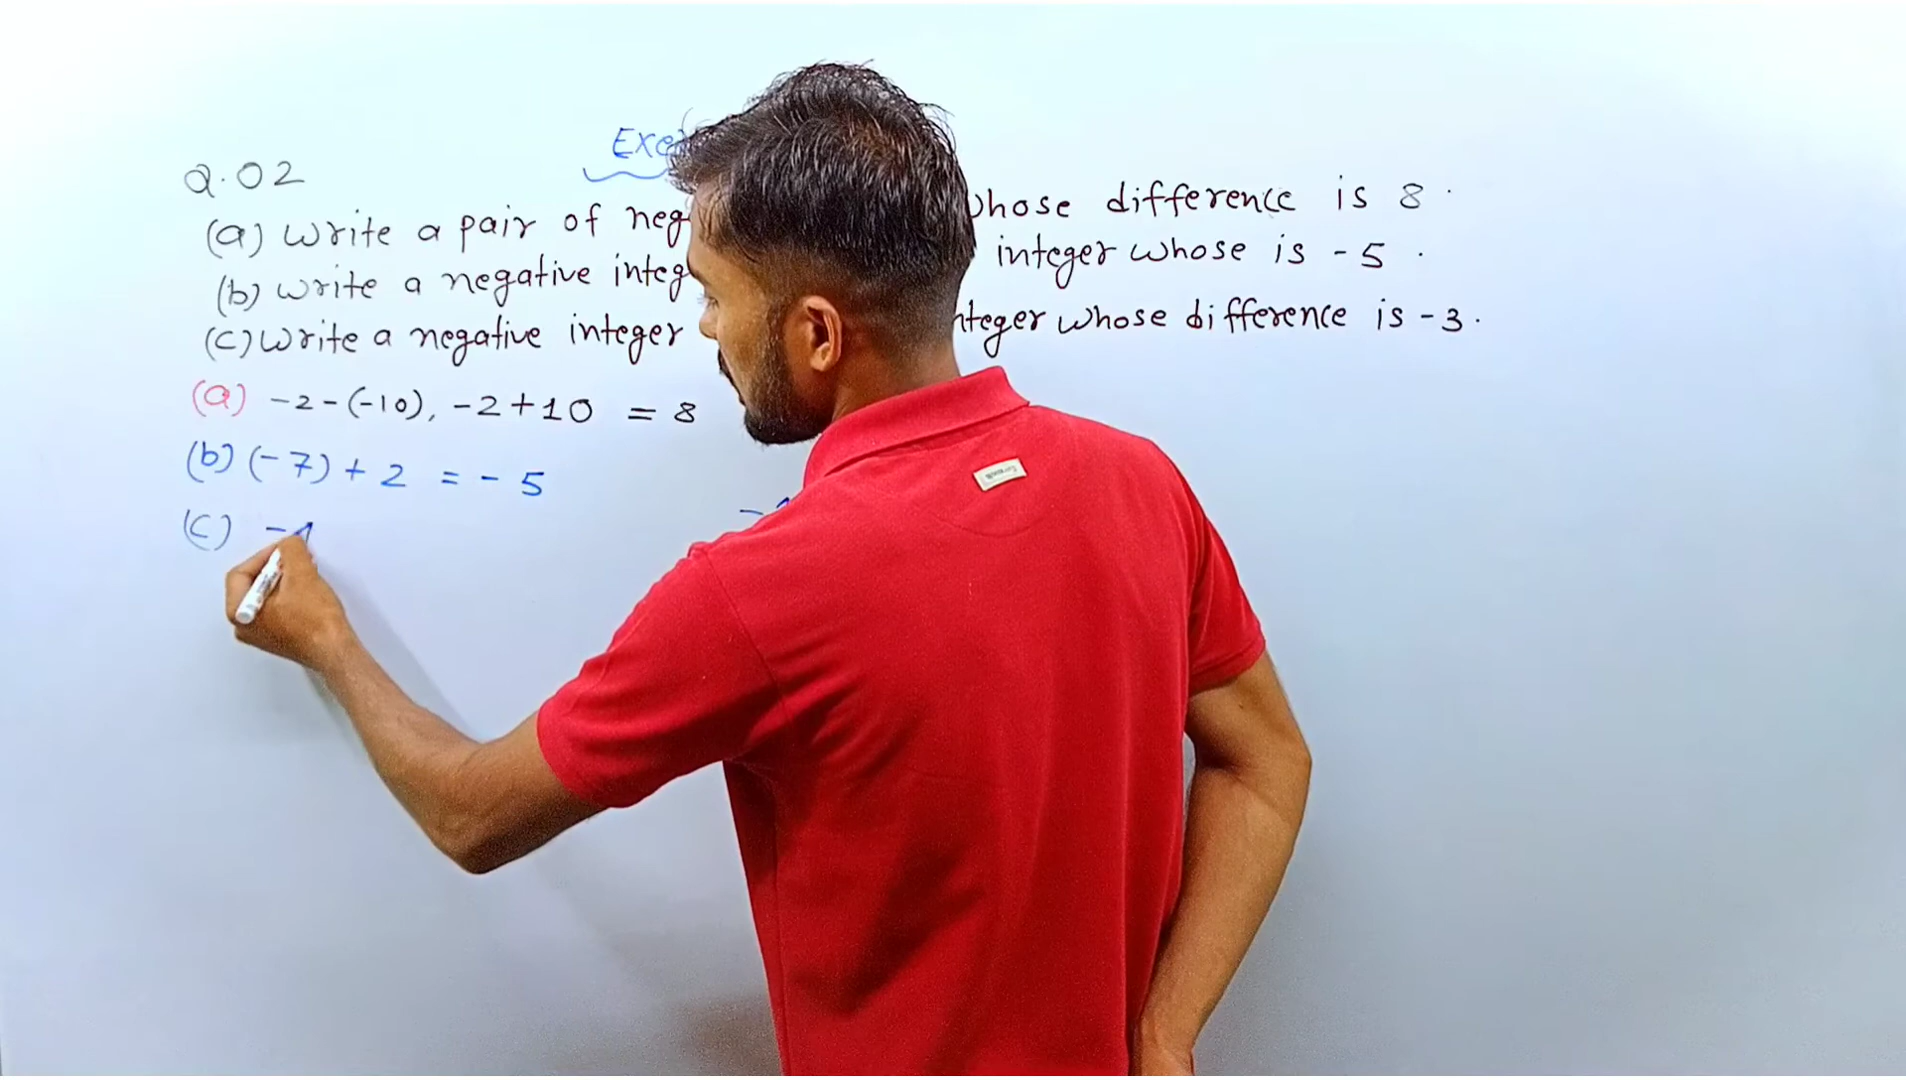 Exe
Q.02
(a) Write a pair of neg whose difference is 8.
(b) Write a negative integ integer whose is -5.
(c) Write a negative integer nteger whose difference is -3.
(a) -2-(-10), -2+10 = 8
(b) (-7) + 2 = -5
(c) -1